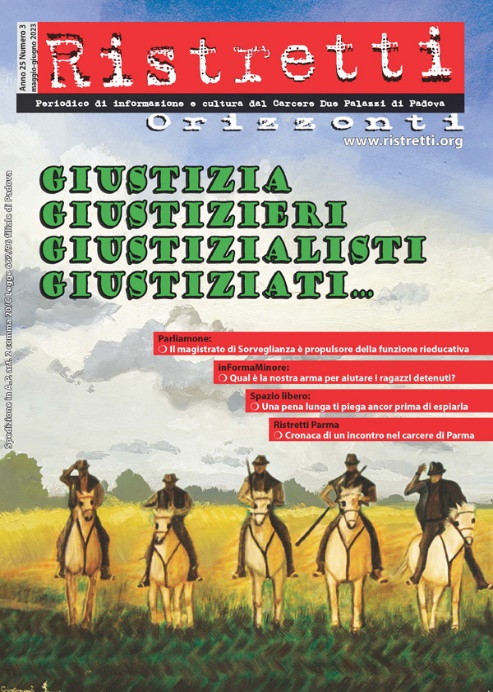 Anno 25 Numero 3
maggio-giugno 2023
Ristretti
Periodico di informazione e cultura dal Carcere Due Palazzi di Padova
Orizzonti
www.ristretti.org
GIUSTIZIA
GIUSTIZIERI
GIUSTIZIALISTI
GIUSTIZIATI...
Parliamone:
❍ Il magistrato di Sorveglianza è propulsore della funzione rieducativa
inFormaMinore:
❍ Qual è la nostra arma per aiutare i ragazzi detenuti?
Spazio libero:
❍ Una pena lunga ti piega ancor prima di espiarla
Ristretti Parma
❍ Cronaca di un incontro nel carcere di Parma
Spedizione in A.P. art. 2 comma 20/C Legge 662/96 filiale di Padova